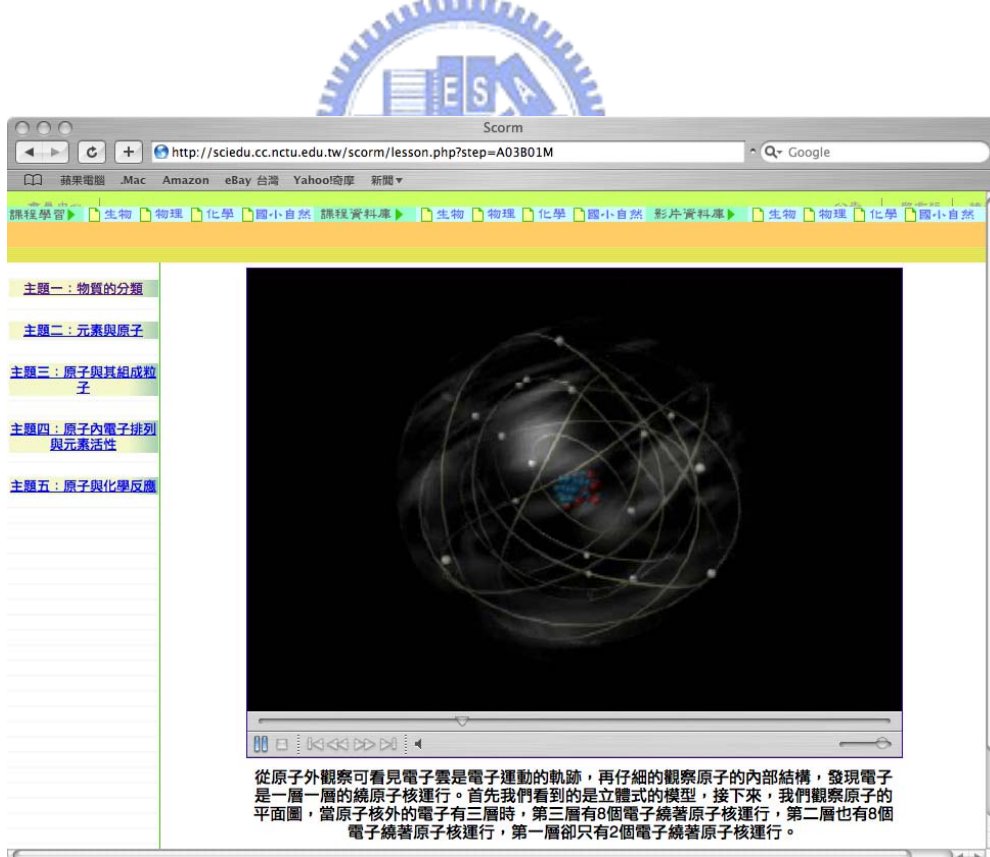 E S A
Scorm
http://sciedu.cc.nctu.edu.tw/scorm/lesson.php?step=A03B01M
Google
蘋果電腦 .Mac Amazon eBay 台灣 Yahoo!奇摩 新聞
課程學習 生物 物理 化學 國小自然 課程資料庫 生物 物理 化學 國小自然 影片資料庫 生物 物理 化學 國小自然
主題一：物質的分類
主題二：元素與原子
主題三：原子與其組成粒
子
主題四：原子內電子排列
與元素活性
主題五：原子與化學反應
從原子外觀察可看見電子雲是電子運動的軌跡，再仔細的觀察原子的內部結構，發現電子
是一層一層的繞原子核運行。首先我們看到的是立體式的模型，接下來，我們觀察原子的
平面圖，當原子核外的電子有三層時，第三層有8個電子繞著原子核運行，第二層也有8個
電子繞著原子核運行，第一層卻只有2個電子繞著原子核運行。